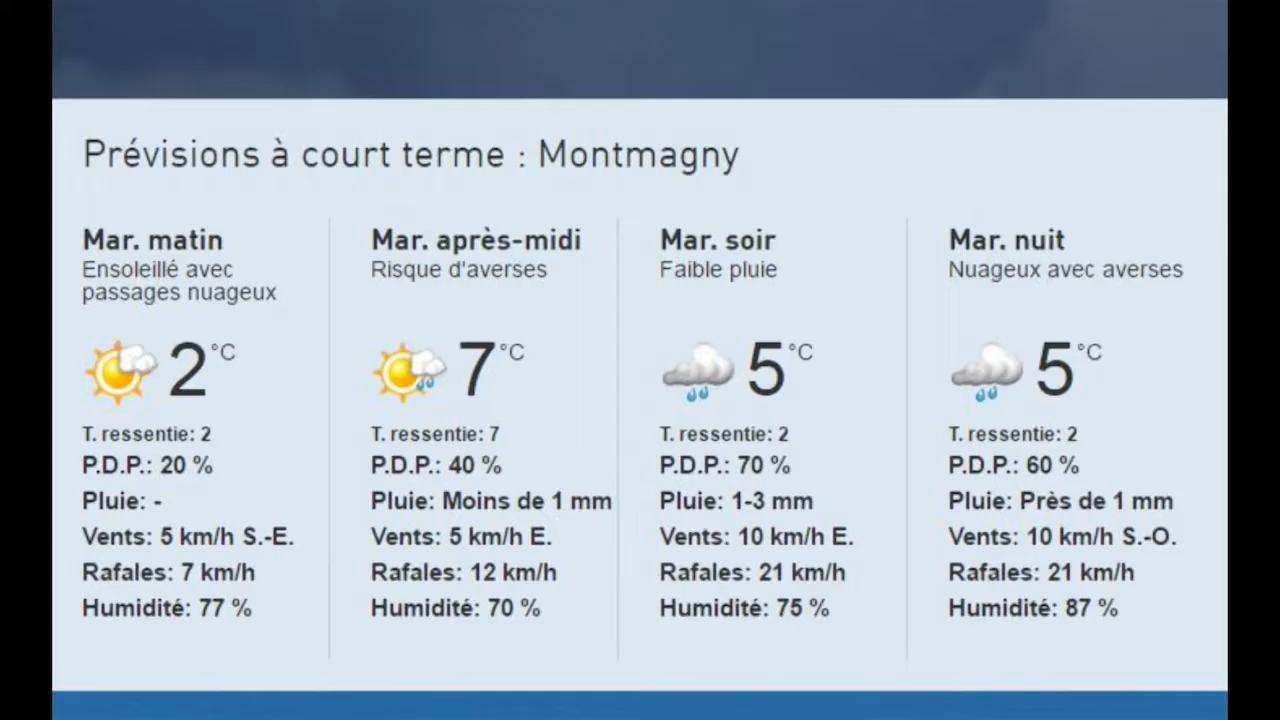 Prévisions à court terme : Montmagny
Mar. matin
Ensoleillé avec
passages nuageux
2 °C
T. ressentie: 2
P.D.P.: 20 %
Pluie: -
Vents: 5 km/h S.-E.
Rafales: 7 km/h
Humidité: 77 %
Mar. après-midi
Risque d'averses
7 °C
T. ressentie: 7
P.D.P.: 40 %
Pluie: Moins de 1 mm
Vents: 5 km/h E.
Rafales: 12 km/h
Humidité: 70 %
Mar. soir
Faible pluie
5 °C
T. ressentie: 2
P.D.P.: 70 %
Pluie: 1-3 mm
Vents: 10 km/h E.
Rafales: 21 km/h
Humidité: 75 %
Mar. nuit
Nuageux avec averses
5 °C
T. ressentie: 2
P.D.P.: 60 %
Pluie: Près de 1 mm
Vents: 10 km/h S.-O.
Rafales: 21 km/h
Humidité: 87 %